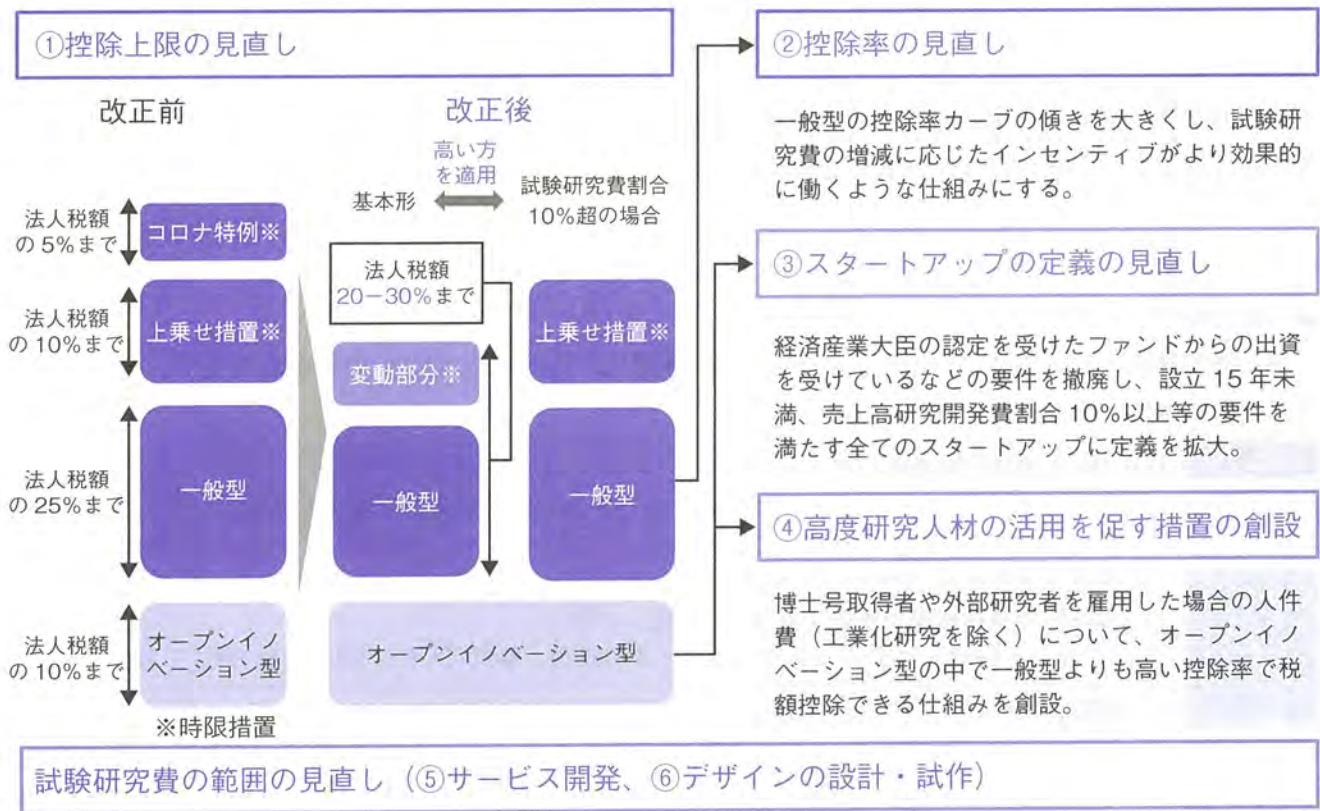 ①控除上限の見直し
改正前
改正後
高い方
を適用
基本形
試験研究費割合
10%超の場合
法人税額
の5%まで
コロナ特例※
法人税額
20－30%まで
法人税額
の10%まで
上乗せ措置※
変動部分※
上乗せ措置※
法人税額
の25%まで
一般型
一般型
一般型
法人税額
の10%まで
オープンイノ
ベーション型
オープンイノベーション型
※時限措置
②控除率の見直し
一般型の控除率カーブの傾きを大きくし、試験研
究費の増減に応じたインセンティブがより効果的
に働くような仕組みにする。
③スタートアップの定義の見直し
経済産業大臣の認定を受けたファンドからの出資
を受けているなどの要件を撤廃し、設立15年未
満、売上高研究開発費割合10%以上等の要件を
満たす全てのスタートアップに定義を拡大。
④高度研究人材の活用を促す措置の創設
博士号取得者や外部研究者を雇用した場合の人件
費（工業化研究を除く）について、オープンイノ
ベーション型の中で一般型よりも高い控除率で税
額控除できる仕組みを創設。
試験研究費の範囲の見直し（⑤サービス開発、⑥デザインの設計・試作）